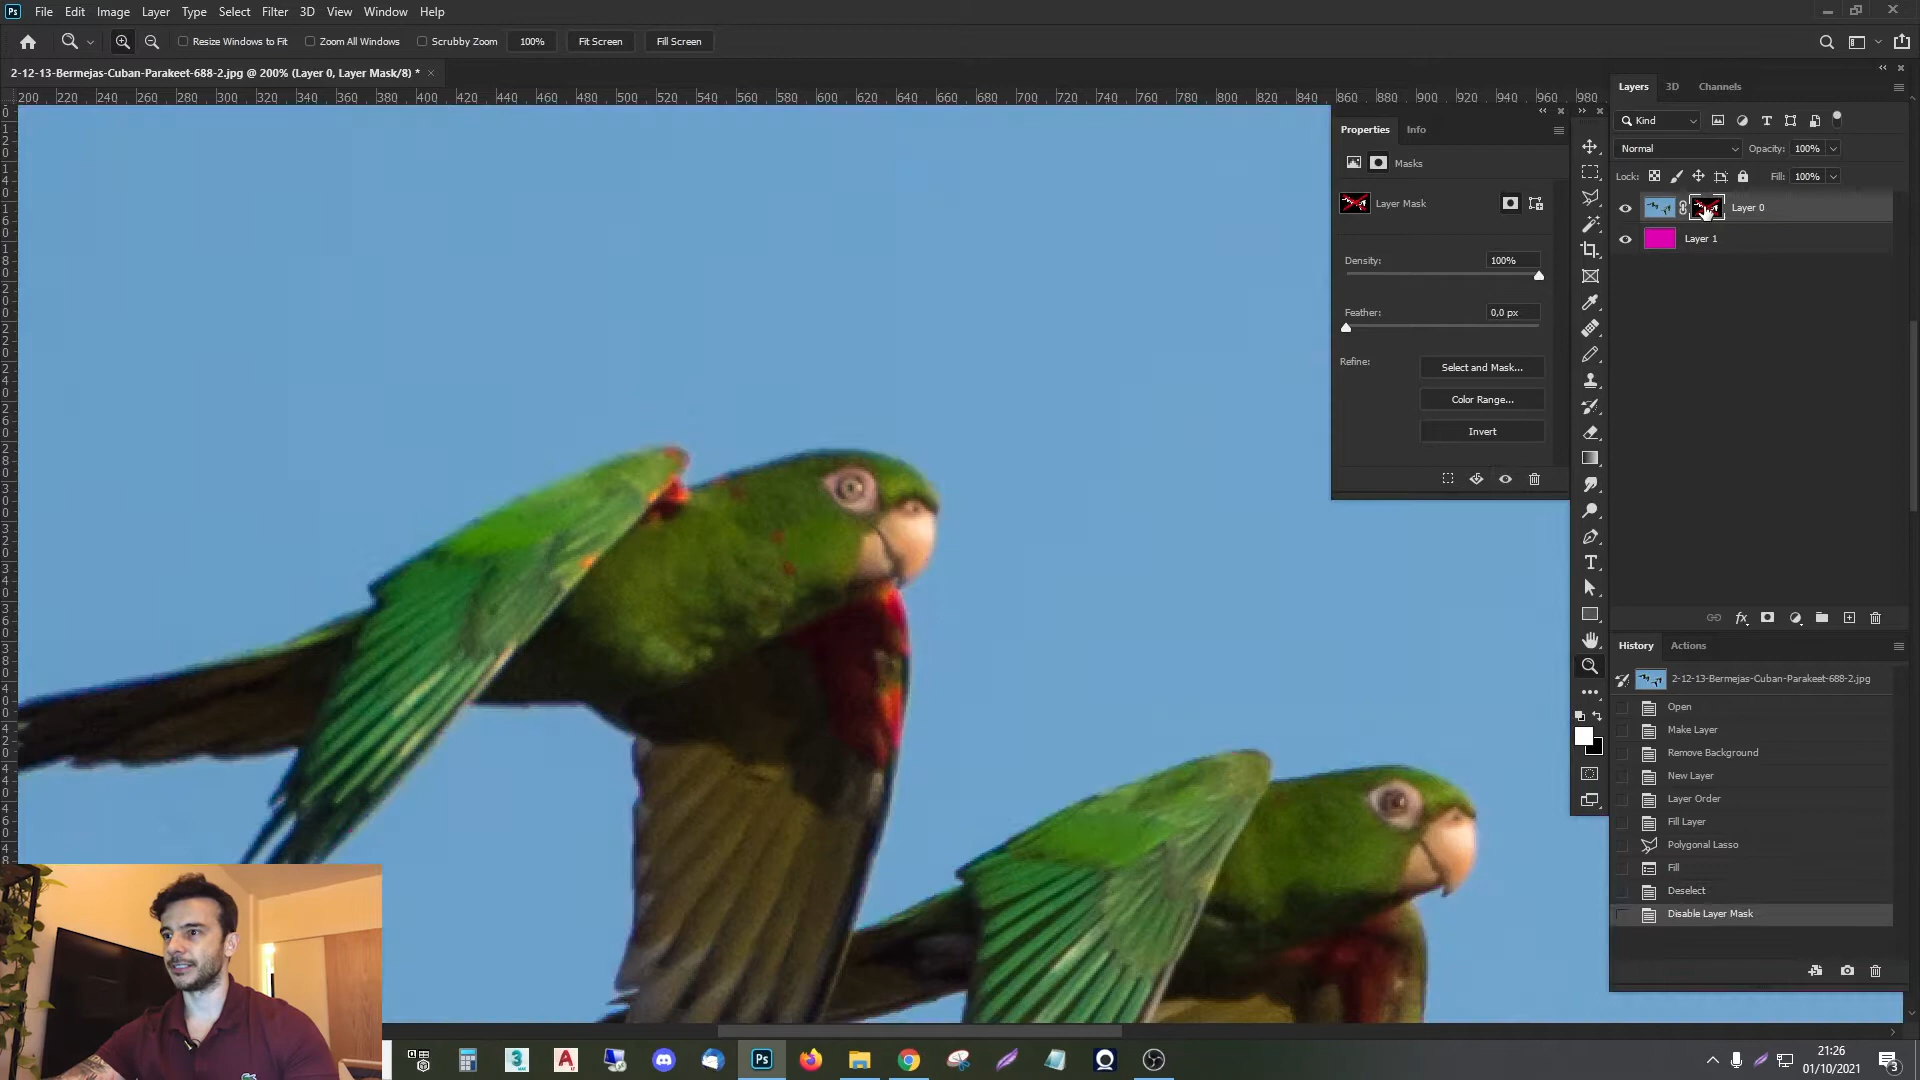 Ps File Edit Image Layer Type Select Filter 3D View Window Help
Resize Windows to Fit Zoom All Windows Scrubby Zoom 100% Fit Screen Fill Screen
2-12-13-Bermejas-Cuban-Parakeet-688-2.jpg @ 200% (Layer 0, Layer Mask/8) * ×
200 220 240 260 280 300 320 340 360 380 400 420 440 460 480 500 520 540 560 580 600 620 640 660 680 700 720 740 760 780 800 820 840 860 880 900 920 940 960 980
Properties Info
Masks
Layer Mask
Density: 100%
Feather: 0,0 px
Refine: Select and Mask...
Color Range...
Invert
Layers 3D Channels
Kind
Normal Opacity: 100%
Lock: Fill: 100%
Layer 0
Layer 1
fx
History Actions
2-12-13-Bermejas-Cuban-Parakeet-688-2.jpg
Open
Make Layer
Remove Background
New Layer
Layer Order
Fill Layer
Polygonal Lasso
Fill
Deselect
Disable Layer Mask
3 A Ps
21:26
01/10/2021
3